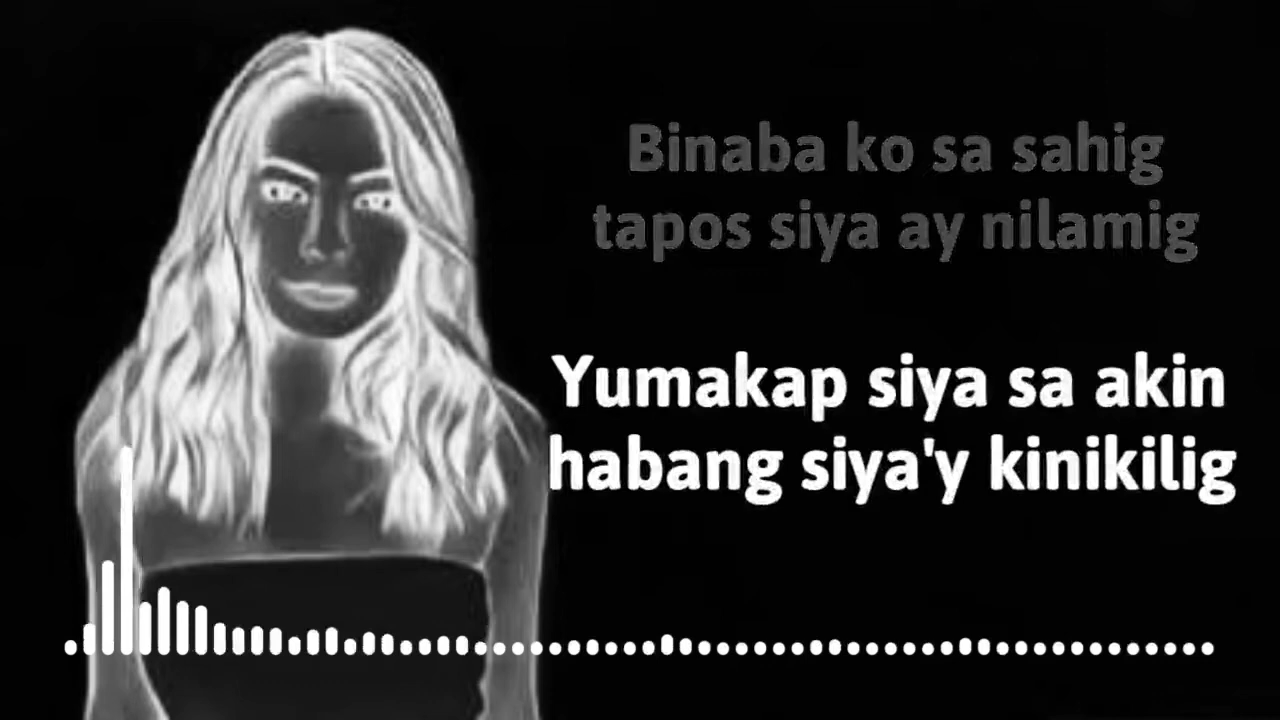 Binaba ko sa sahig
tapos siya ay nilamig
Yumakap siya sa akin
habang siya'y kinikilig